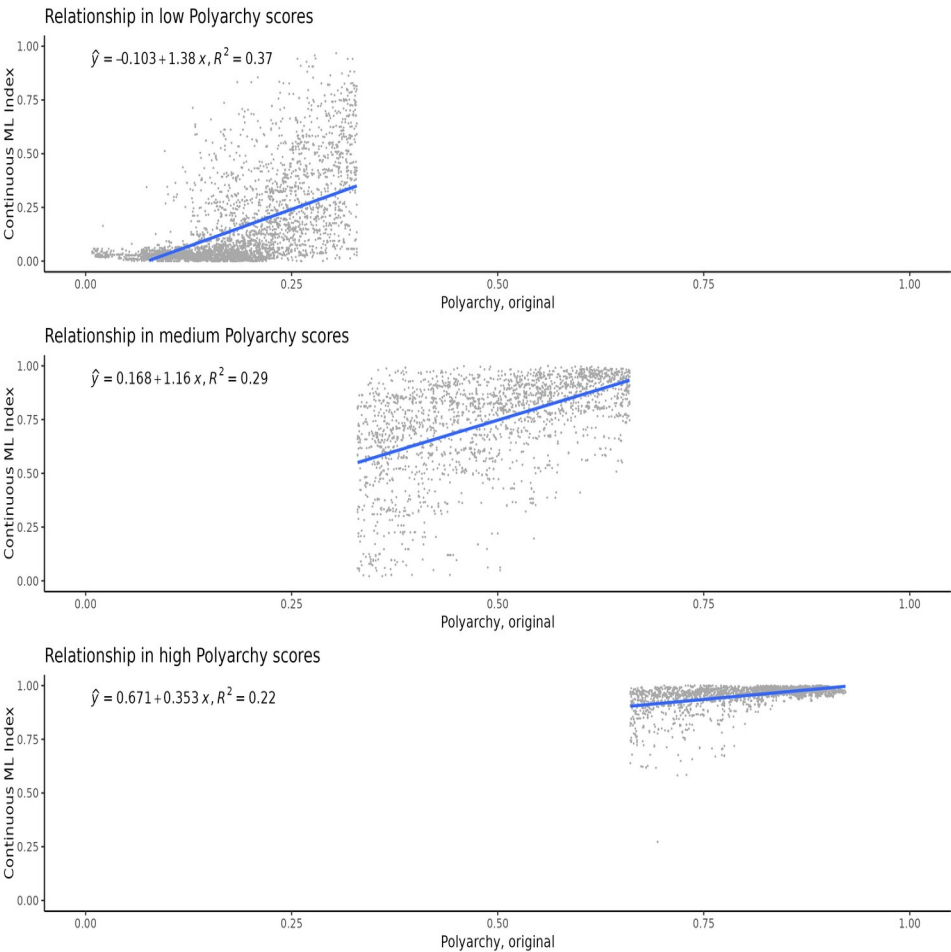 Relationship in low Polyarchy scores
ŷ = −0.103 + 1.38 x, R² = 0.37
Continuous ML Index
1.00
0.75
0.50
0.25
0.00
0.00 0.25 0.50 0.75 1.00
Polyarchy, original
Relationship in medium Polyarchy scores
ŷ = 0.168 + 1.16 x, R² = 0.29
Continuous ML Index
1.00
0.75
0.50
0.25
0.00
0.00 0.25 0.50 0.75 1.00
Polyarchy, original
Relationship in high Polyarchy scores
ŷ = 0.671 + 0.353 x, R² = 0.22
Continuous ML Index
1.00
0.75
0.50
0.25
0.00
0.00 0.25 0.50 0.75 1.00
Polyarchy, original